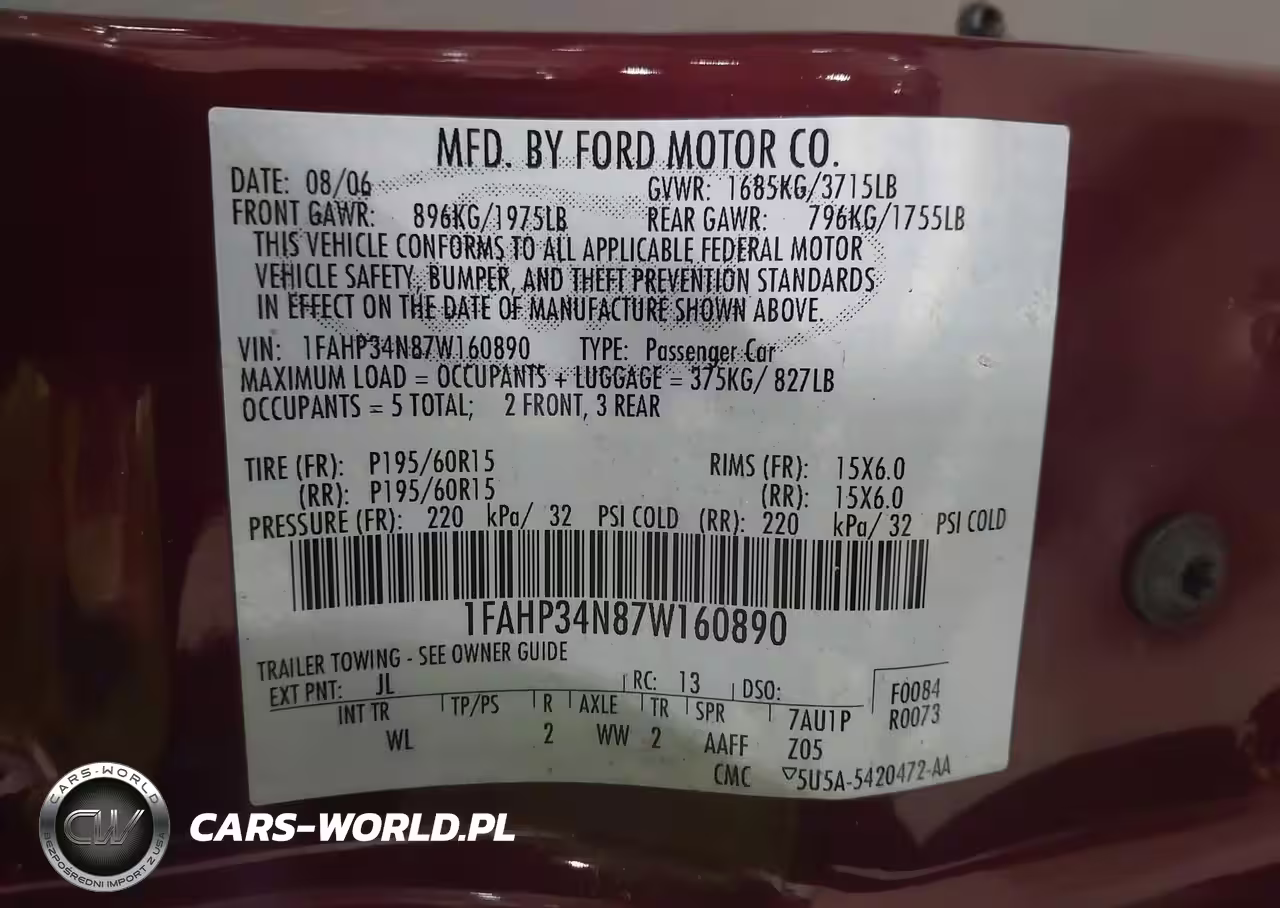 MFD. BY FORD MOTOR CO.
DATE: 08/06 GVWR: 1685KG/3715LB
FRONT GAWR: 896KG/1975LB REAR GAWR: 796KG/1755LB
THIS VEHICLE CONFORMS TO ALL APPLICABLE FEDERAL MOTOR
VEHICLE SAFETY, BUMPER, AND THEFT PREVENTION STANDARDS
IN EFFECT ON THE DATE OF MANUFACTURE SHOWN ABOVE.
VIN: 1FAHP34N87W160890 TYPE: Passenger Car
MAXIMUM LOAD = OCCUPANTS + LUGGAGE = 375KG/ 827LB
OCCUPANTS = 5 TOTAL; 2 FRONT, 3 REAR
TIRE (FR): P195/60R15 RIMS (FR): 15X6.0
(RR): P195/60R15 (RR): 15X6.0
PRESSURE (FR): 220 kPa/ 32 PSI COLD (RR): 220 kPa/ 32 PSI COLD
1FAHP34N87W160890
TRAILER TOWING - SEE OWNER GUIDE
EXT PNT: JL RC: 13 DSO: F0084
INT TR TP/PS R AXLE TR SPR 7AU1P R0073
WL 2 WW 2 AAFF Z05
CMC ▽5U5A-5420472-AA
CARS-WORLD
CW
BEZPOŚREDNI IMPORT Z USA
CARS-WORLD.PL